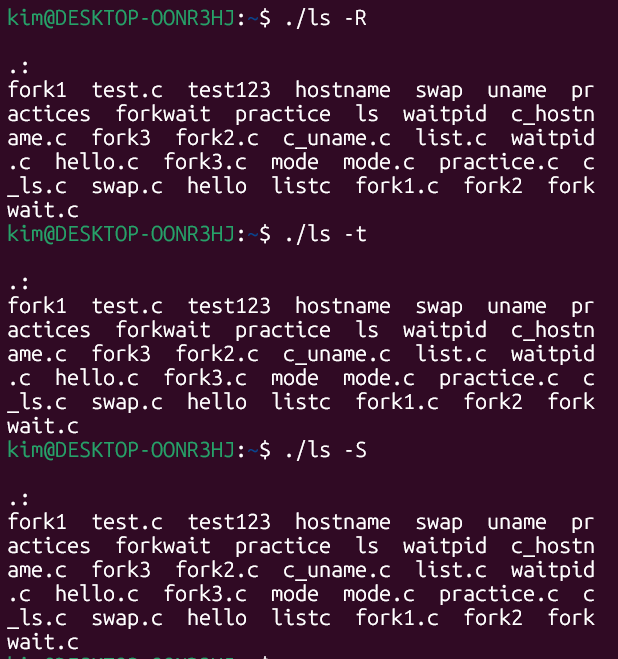 kim@DESKTOP-OONR3HJ:~$ ./ls -R
.:
fork1  test.c  test123  hostname  swap  uname  pr
actices  forkwait  practice  ls  waitpid  c_hostn
ame.c  fork3  fork2.c  c_uname.c  list.c  waitpid
.c  hello.c  fork3.c  mode  mode.c  practice.c  c
_ls.c  swap.c  hello  listc  fork1.c  fork2  fork
wait.c
kim@DESKTOP-OONR3HJ:~$ ./ls -t
.:
fork1  test.c  test123  hostname  swap  uname  pr
actices  forkwait  practice  ls  waitpid  c_hostn
ame.c  fork3  fork2.c  c_uname.c  list.c  waitpid
.c  hello.c  fork3.c  mode  mode.c  practice.c  c
_ls.c  swap.c  hello  listc  fork1.c  fork2  fork
wait.c
kim@DESKTOP-OONR3HJ:~$ ./ls -S
.:
fork1  test.c  test123  hostname  swap  uname  pr
actices  forkwait  practice  ls  waitpid  c_hostn
ame.c  fork3  fork2.c  c_uname.c  list.c  waitpid
.c  hello.c  fork3.c  mode  mode.c  practice.c  c
_ls.c  swap.c  hello  listc  fork1.c  fork2  fork
wait.c